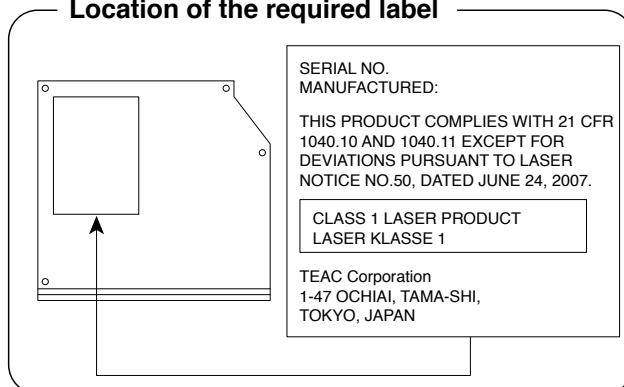 Location of the required label
SERIAL NO.
MANUFACTURED:
THIS PRODUCT COMPLIES WITH 21 CFR
1040.10 AND 1040.11 EXCEPT FOR
DEVIATIONS PURSUANT TO LASER
NOTICE NO.50, DATED JUNE 24, 2007.
CLASS 1 LASER PRODUCT
LASER KLASSE 1
TEAC Corporation
1-47 OCHIAI, TAMA-SHI,
TOKYO, JAPAN